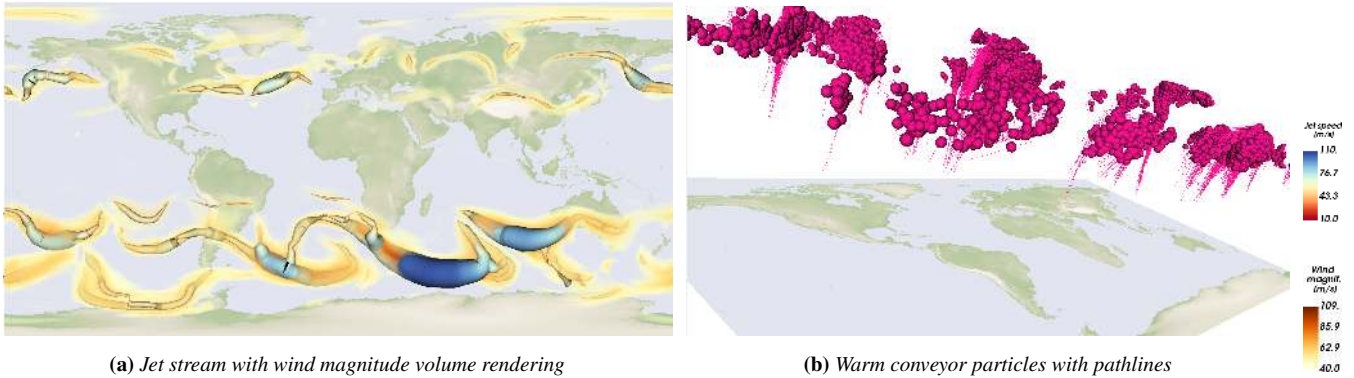 Jet speed
[m/s]
110.
76.7
43.3
10.0
Wind
magnit.
[m/s]
109.
85.9
62.9
40.0
(a) Jet stream with wind magnitude volume rendering
(b) Warm conveyor particles with pathlines